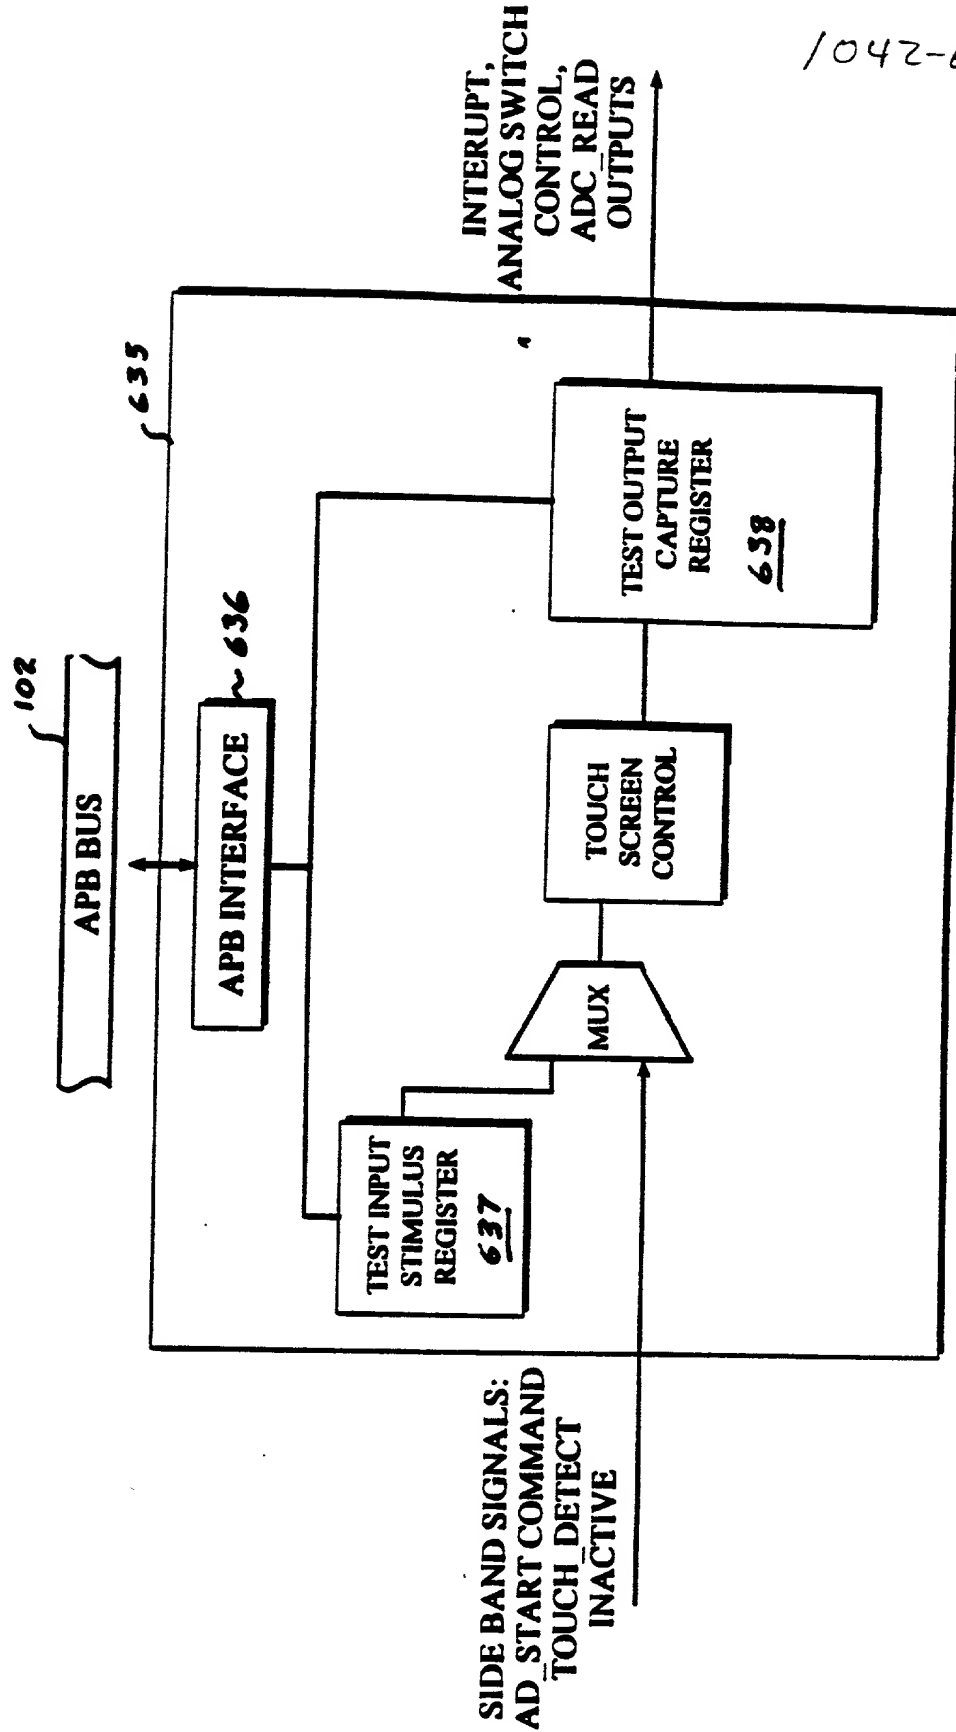 102
APB BUS
635
APB INTERFACE
636
TEST INPUT
STIMULUS
REGISTER
637
MUX
TOUCH
SCREEN
CONTROL
TEST OUTPUT
CAPTURE
REGISTER
638
SIDE BAND SIGNALS:
AD_START COMMAND
TOUCH_DETECT
INACTIVE
INTERUPT,
ANALOG SWITCH
CONTROL,
ADC_READ
OUTPUTS